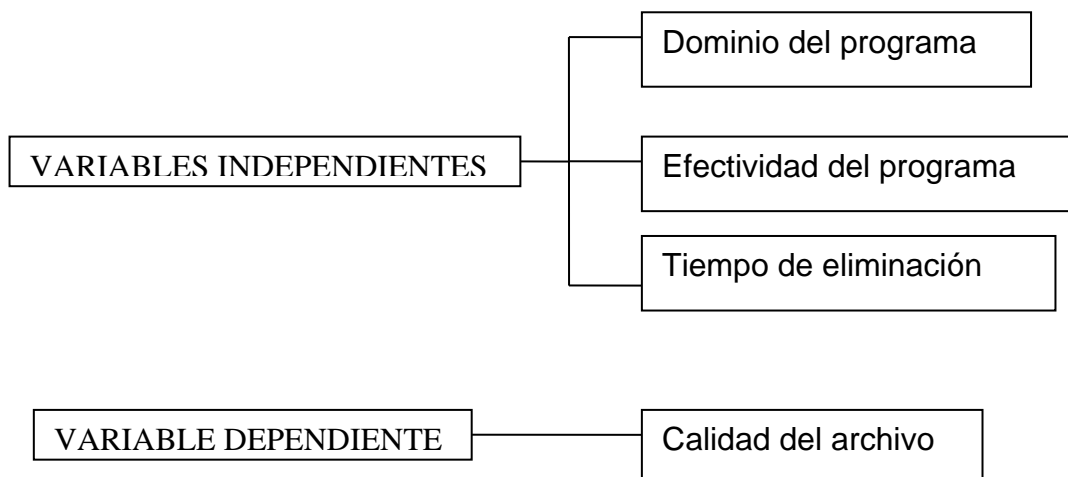 Dominio del programa
VARIABLES INDEPENDIENTES
Efectividad del programa
Tiempo de eliminación
VARIABLE DEPENDIENTE
Calidad del archivo